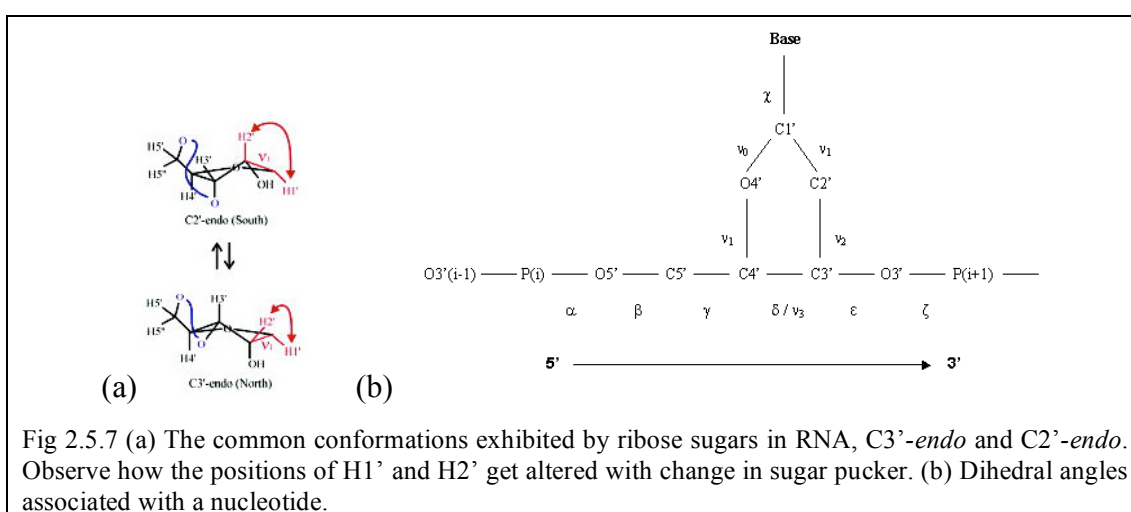 Base
χ
C1'
ν₀ ν₁
O4' C2'
ν₁ ν₂
O3'(i-1) P(i) O5' C5' C4' C3' O3' P(i+1)
α β γ δ / ν₃ ε ζ
5' 3'
H5' O H2'
H3' ν₁
H5'' O
OH
H4' H1'
O
C2'-endo (South)
H5' O H3'
H2'
H5'' O ν₁
O H1'
H4'
OH
C3'-endo (North)
(a) (b)
Fig 2.5.7 (a) The common conformations exhibited by ribose sugars in RNA, C3’-endo and C2’-endo.
Observe how the positions of H1’ and H2’ get altered with change in sugar pucker. (b) Dihedral angles
associated with a nucleotide.